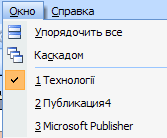 Окно Справка
Упорядочить все
Каскадом
1 Технології
2 Публикация4
3 Microsoft Publisher